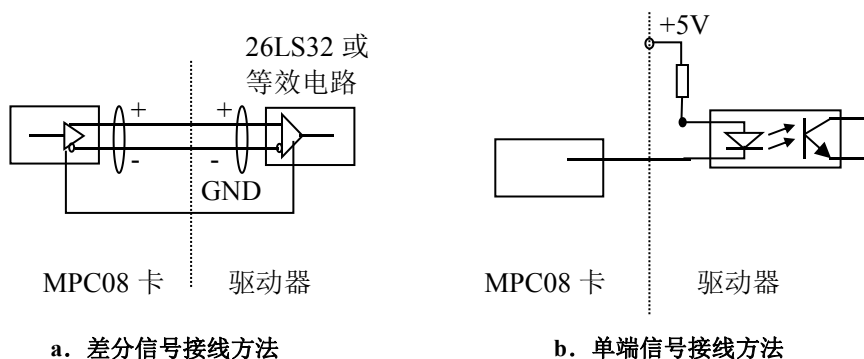 26LS32 或
等效电路
+ +
- -
GND
MPC08 卡 驱动器
a．差分信号接线方法
+5V
MPC08 卡 驱动器
b．单端信号接线方法